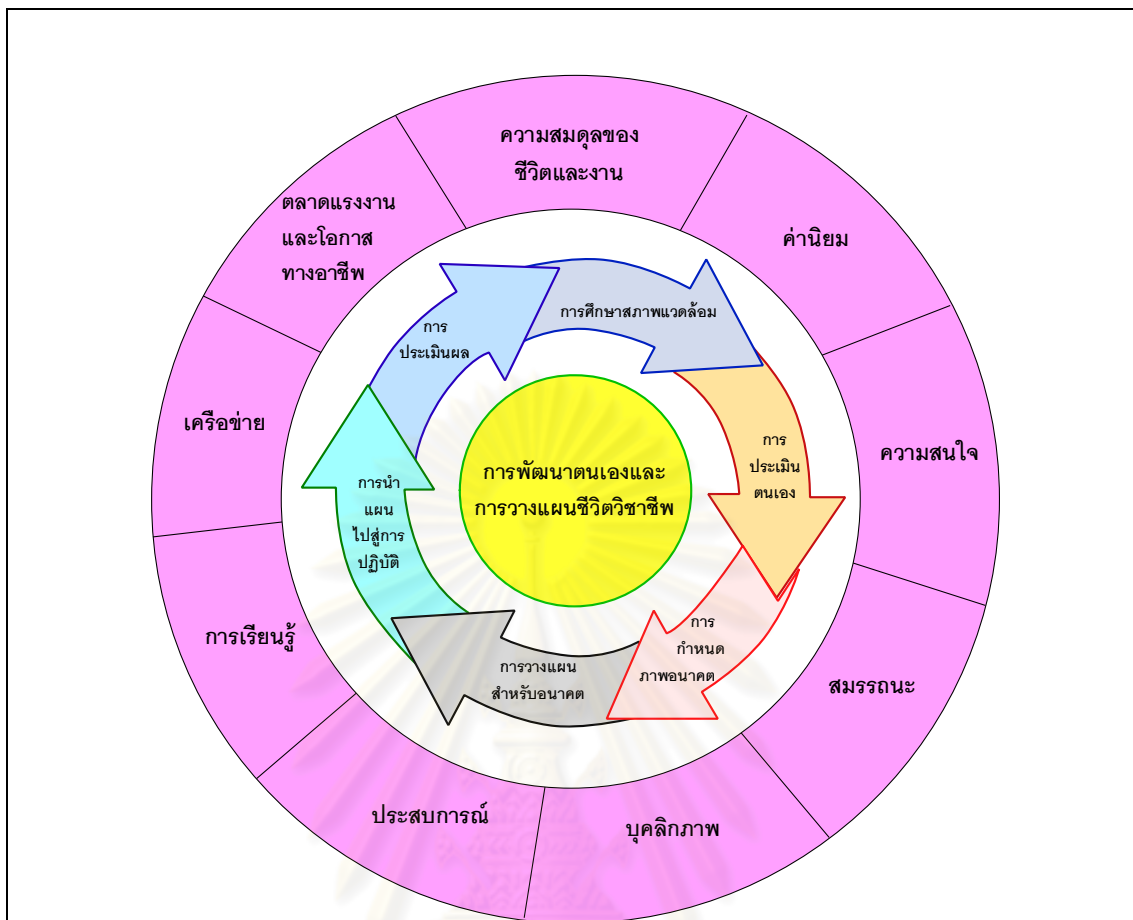 ความสมดุลของ
ชีวิตและงาน
ค่านิยม
ความสนใจ
สมรรถนะ
บุคลิกภาพ
ประสบการณ์
การเรียนรู้
เครือข่าย
ตลาดแรงงาน
และโอกาส
ทางอาชีพ
การศึกษาสภาพแวดล้อม
การ
ประเมิน
ตนเอง
การ
กำหนด
ภาพอนาคต
การวางแผน
สำหรับอนาคต
การนำ
แผน
ไปสู่การ
ปฏิบัติ
การ
ประเมินผล
การพัฒนาตนเองและ
การวางแผนชีวิตวิชาชีพ